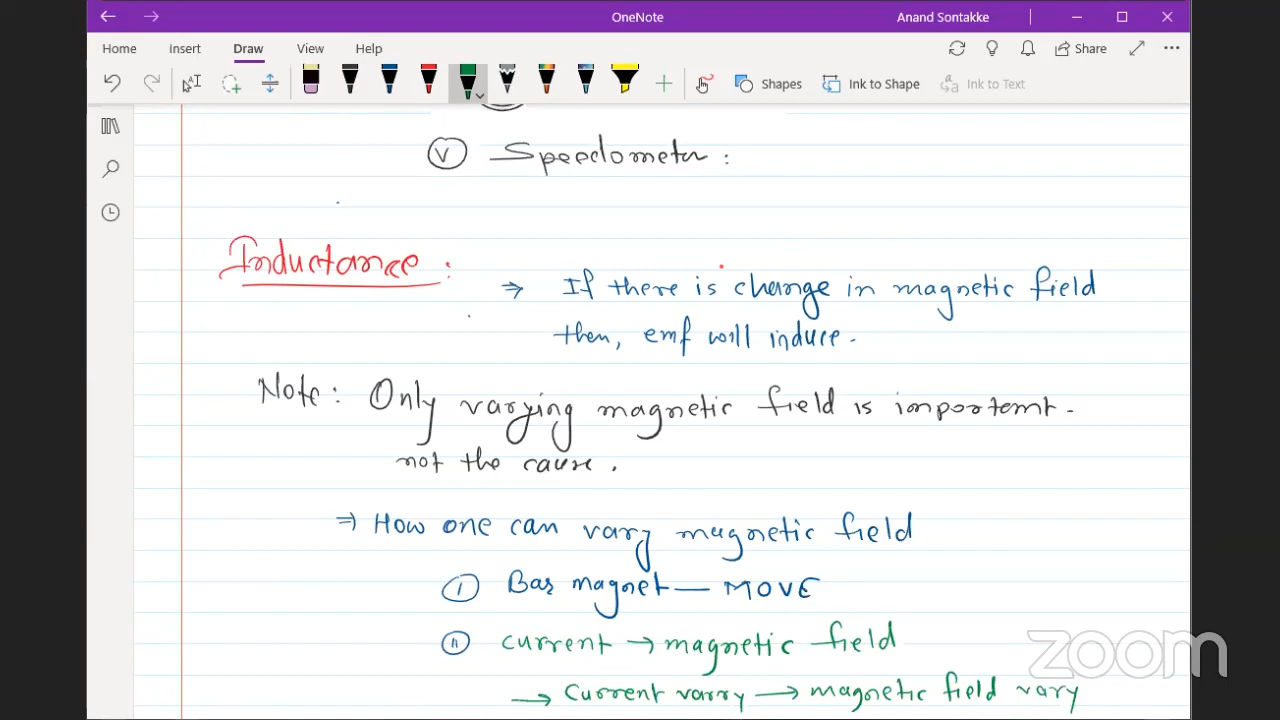 OneNote
Anand Sontakke
Home Insert Draw View Help
Share
Shapes
Ink to Shape
Ink to Text
V Speedometer :
Inductance :
⇒ If there is change in magnetic field
then, emf will induce.
Note: Only varying magnetic field is importemt.
not the cause.
⇒ How one can vary magnetic field
I Bar magnet — MOVE
II current → magnetic field
→ Current varry → magnetic field vary
zoom